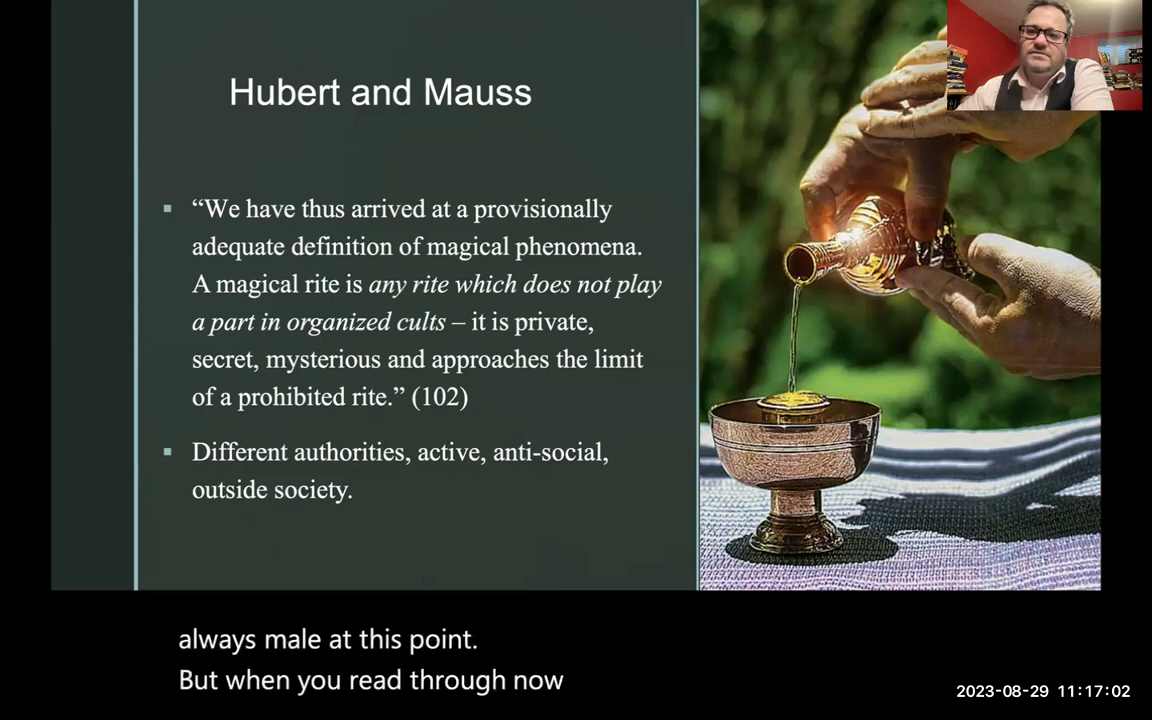 Hubert and Mauss
▪ “We have thus arrived at a provisionally
adequate definition of magical phenomena.
A magical rite is any rite which does not play
a part in organized cults – it is private,
secret, mysterious and approaches the limit
of a prohibited rite.” (102)
▪ Different authorities, active, anti-social,
outside society.
always male at this point.
But when you read through now
2023-08-29 11:17:02